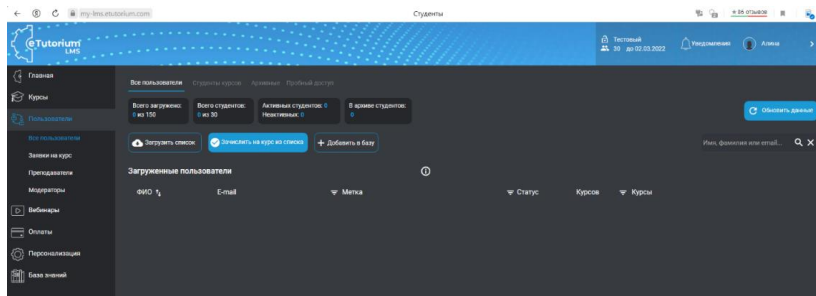 my-lms.etutorium.com
Студенты
★ 85 отзывов
eTutorium
LMS
Тестовый
30 до 02.03.2022
Уведомления
Алина
Главная
Курсы
Пользователи
Все пользователи
Заявки на курс
Преподаватели
Модераторы
Вебинары
Оплаты
Персонализация
База знаний
Все пользователи Студенты курсов Архивные Пробный доступ
Всего загружено:
0 из 150
Всего студентов:
0 из 30
Активных студентов: 0
Неактивных: 0
В архиве студентов:
0
Обновить данные
Загрузить список
Зачислить на курс из списка
+ Добавить в базу
Имя, фамилия или email...
Загруженные пользователи
ФИО E-mail Метка Статус Курсов Курсы